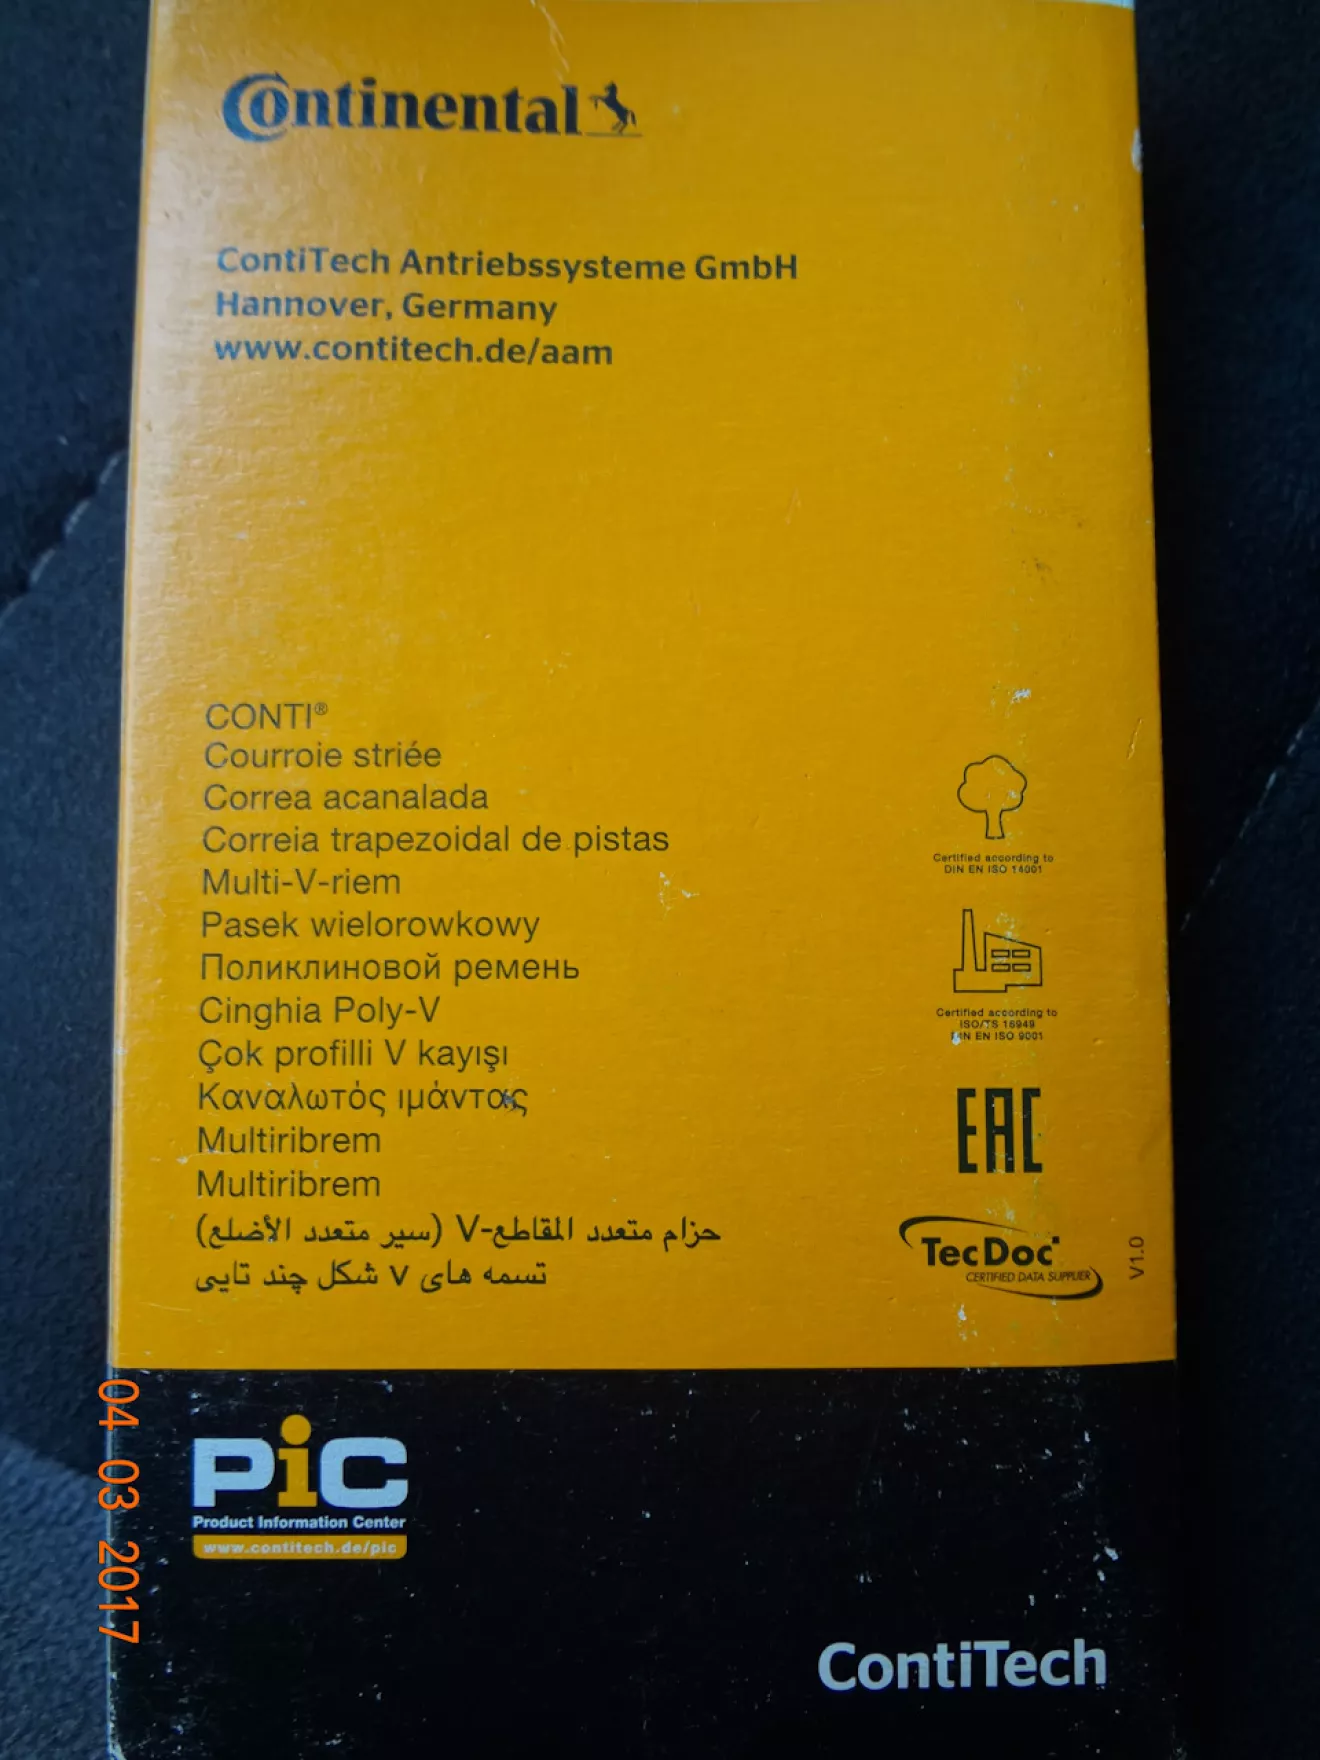 Continental
ContiTech Antriebssysteme GmbH
Hannover, Germany
www.contitech.de/aam
CONTI®
Courroie striée
Correa acanalada
Correia trapezoidal de pistas
Multi-V-riem
Pasek wielorowkowy
Поликлиновой ремень
Cinghia Poly-V
Çok profilli V kayışı
Καναλωτός ιμάντας
Multiribrem
Multiribrem
حزام متعدد المقاطع-V (سير متعدد الأضلع)
تسمه های V شکل چند تایی
Certified according to
DIN EN ISO 14001
Certified according to
ISO/TS 16949
DIN EN ISO 9001
EAC
TecDoc
CERTIFIED DATA SUPPLIER
V1.0
PiC
Product Information Center
www.contitech.de/pic
ContiTech
04 03 2017